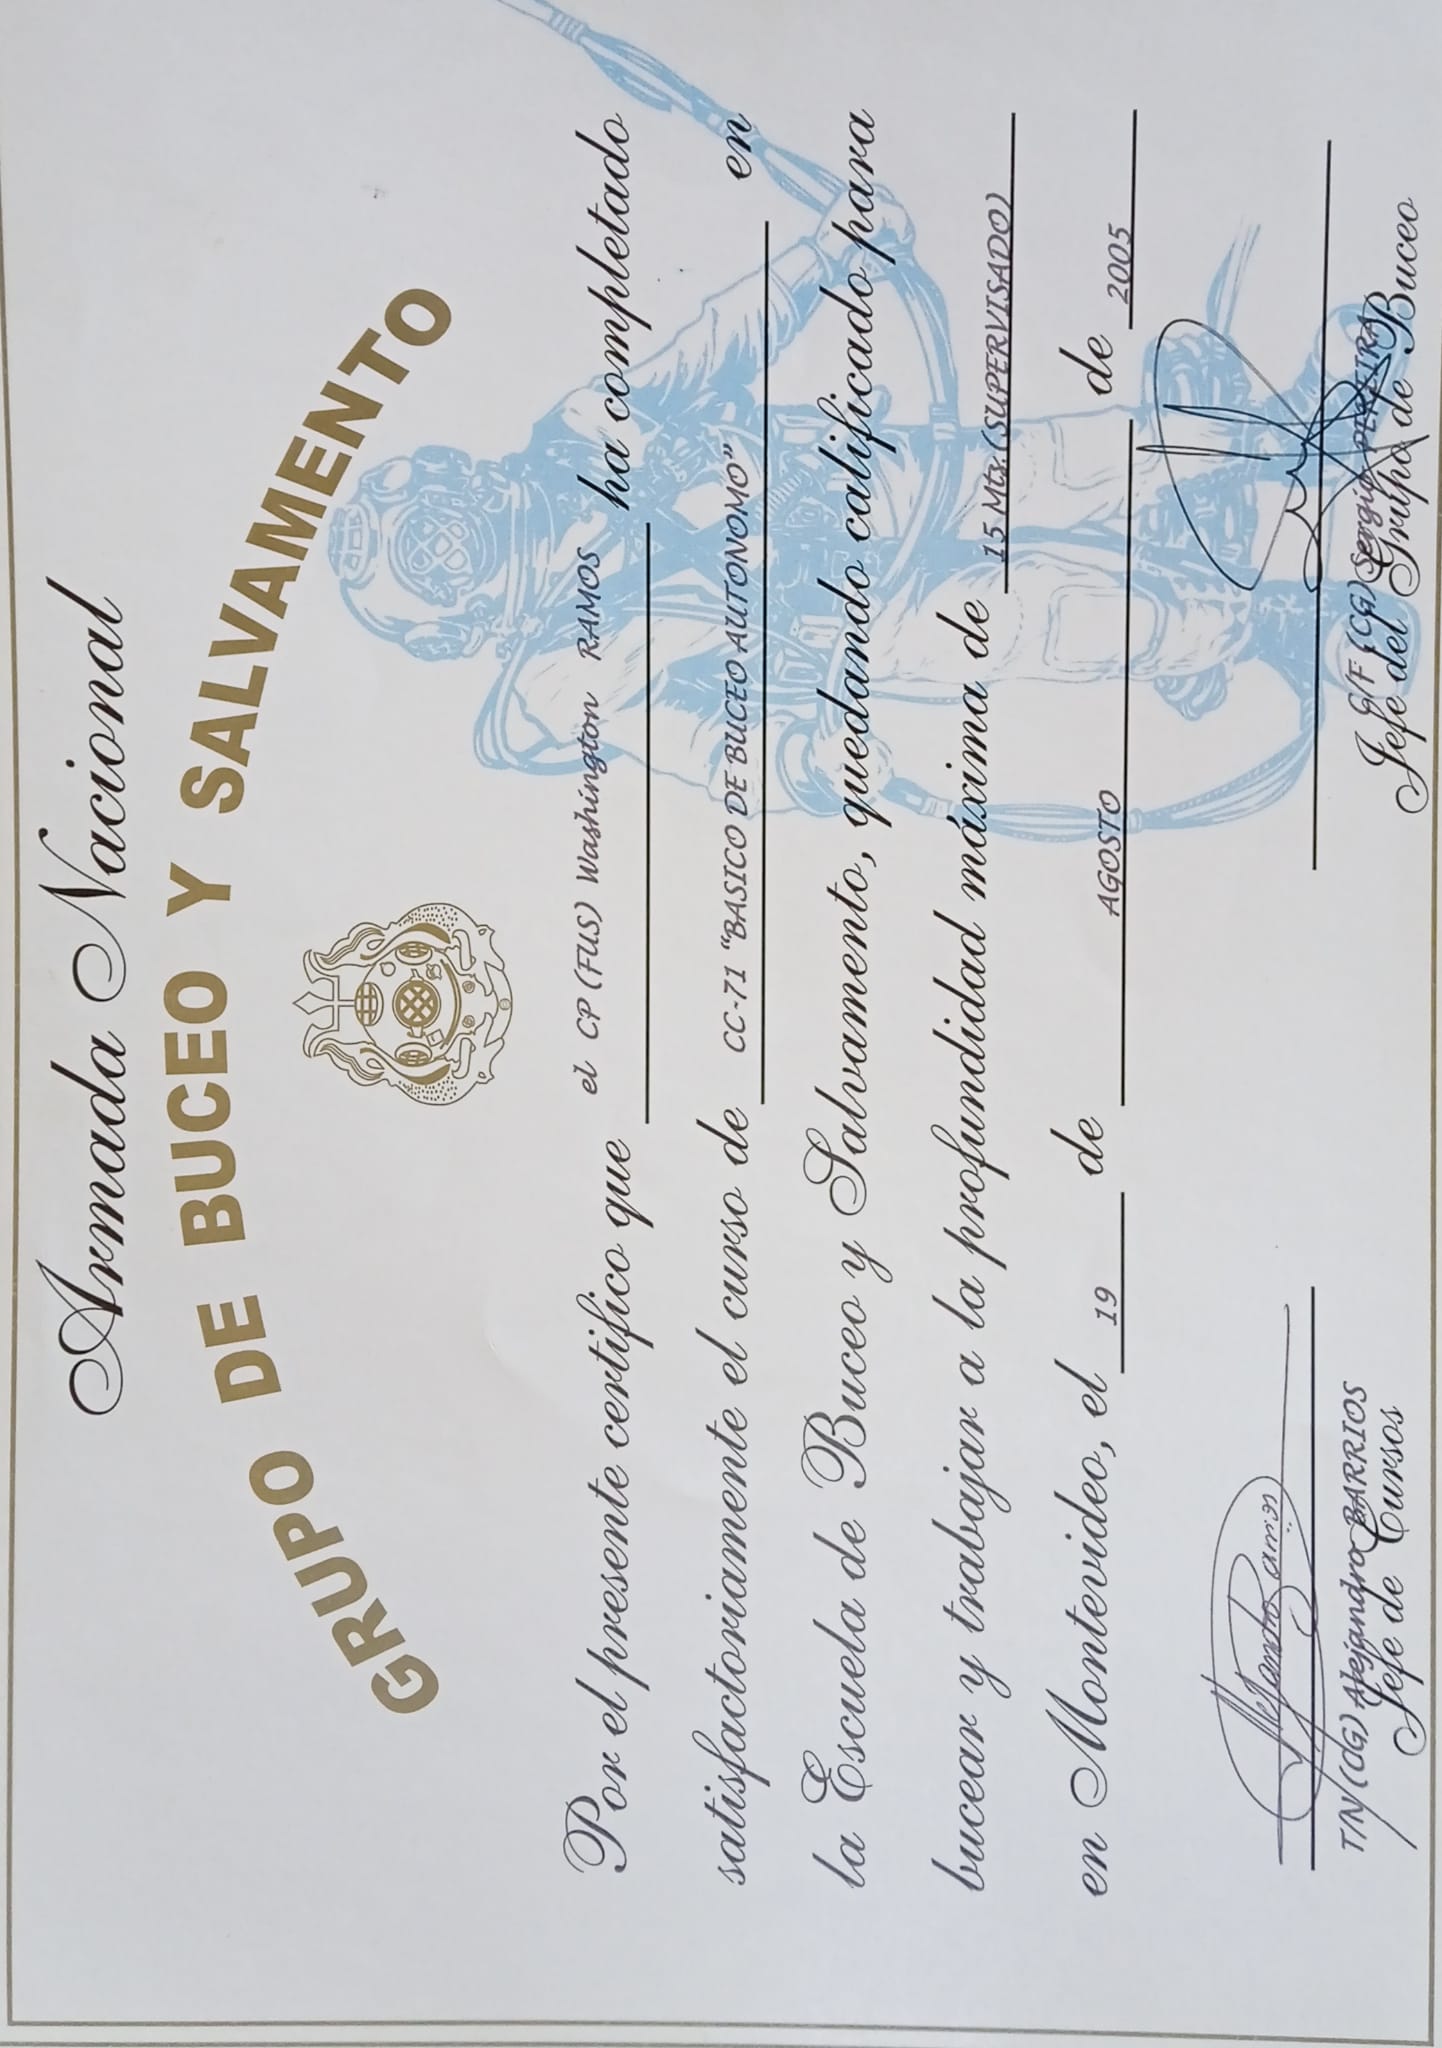 Armada Nacional
GRUPO DE BUCEO Y SALVAMENTO
Por el presente certifico que el CP (FUS) Washington RAMOS ha completado
satisfactoriamente el curso de CC-71 “BASICO DE BUCEO AUTONOMO” en
la Escuela de Buceo y Salvamento, quedando calificado para
bucear y trabajar a la profundidad máxima de 15 Mts. (SUPERVISADO)
en Montevideo, el 19 de AGOSTO de 2005
Alejandro Barrios
T/N (CG) Alejandro BARRIOS
Jefe de Cursos
C/F (CG) Sergio PEREIRA
Jefe del Grupo de Buceo